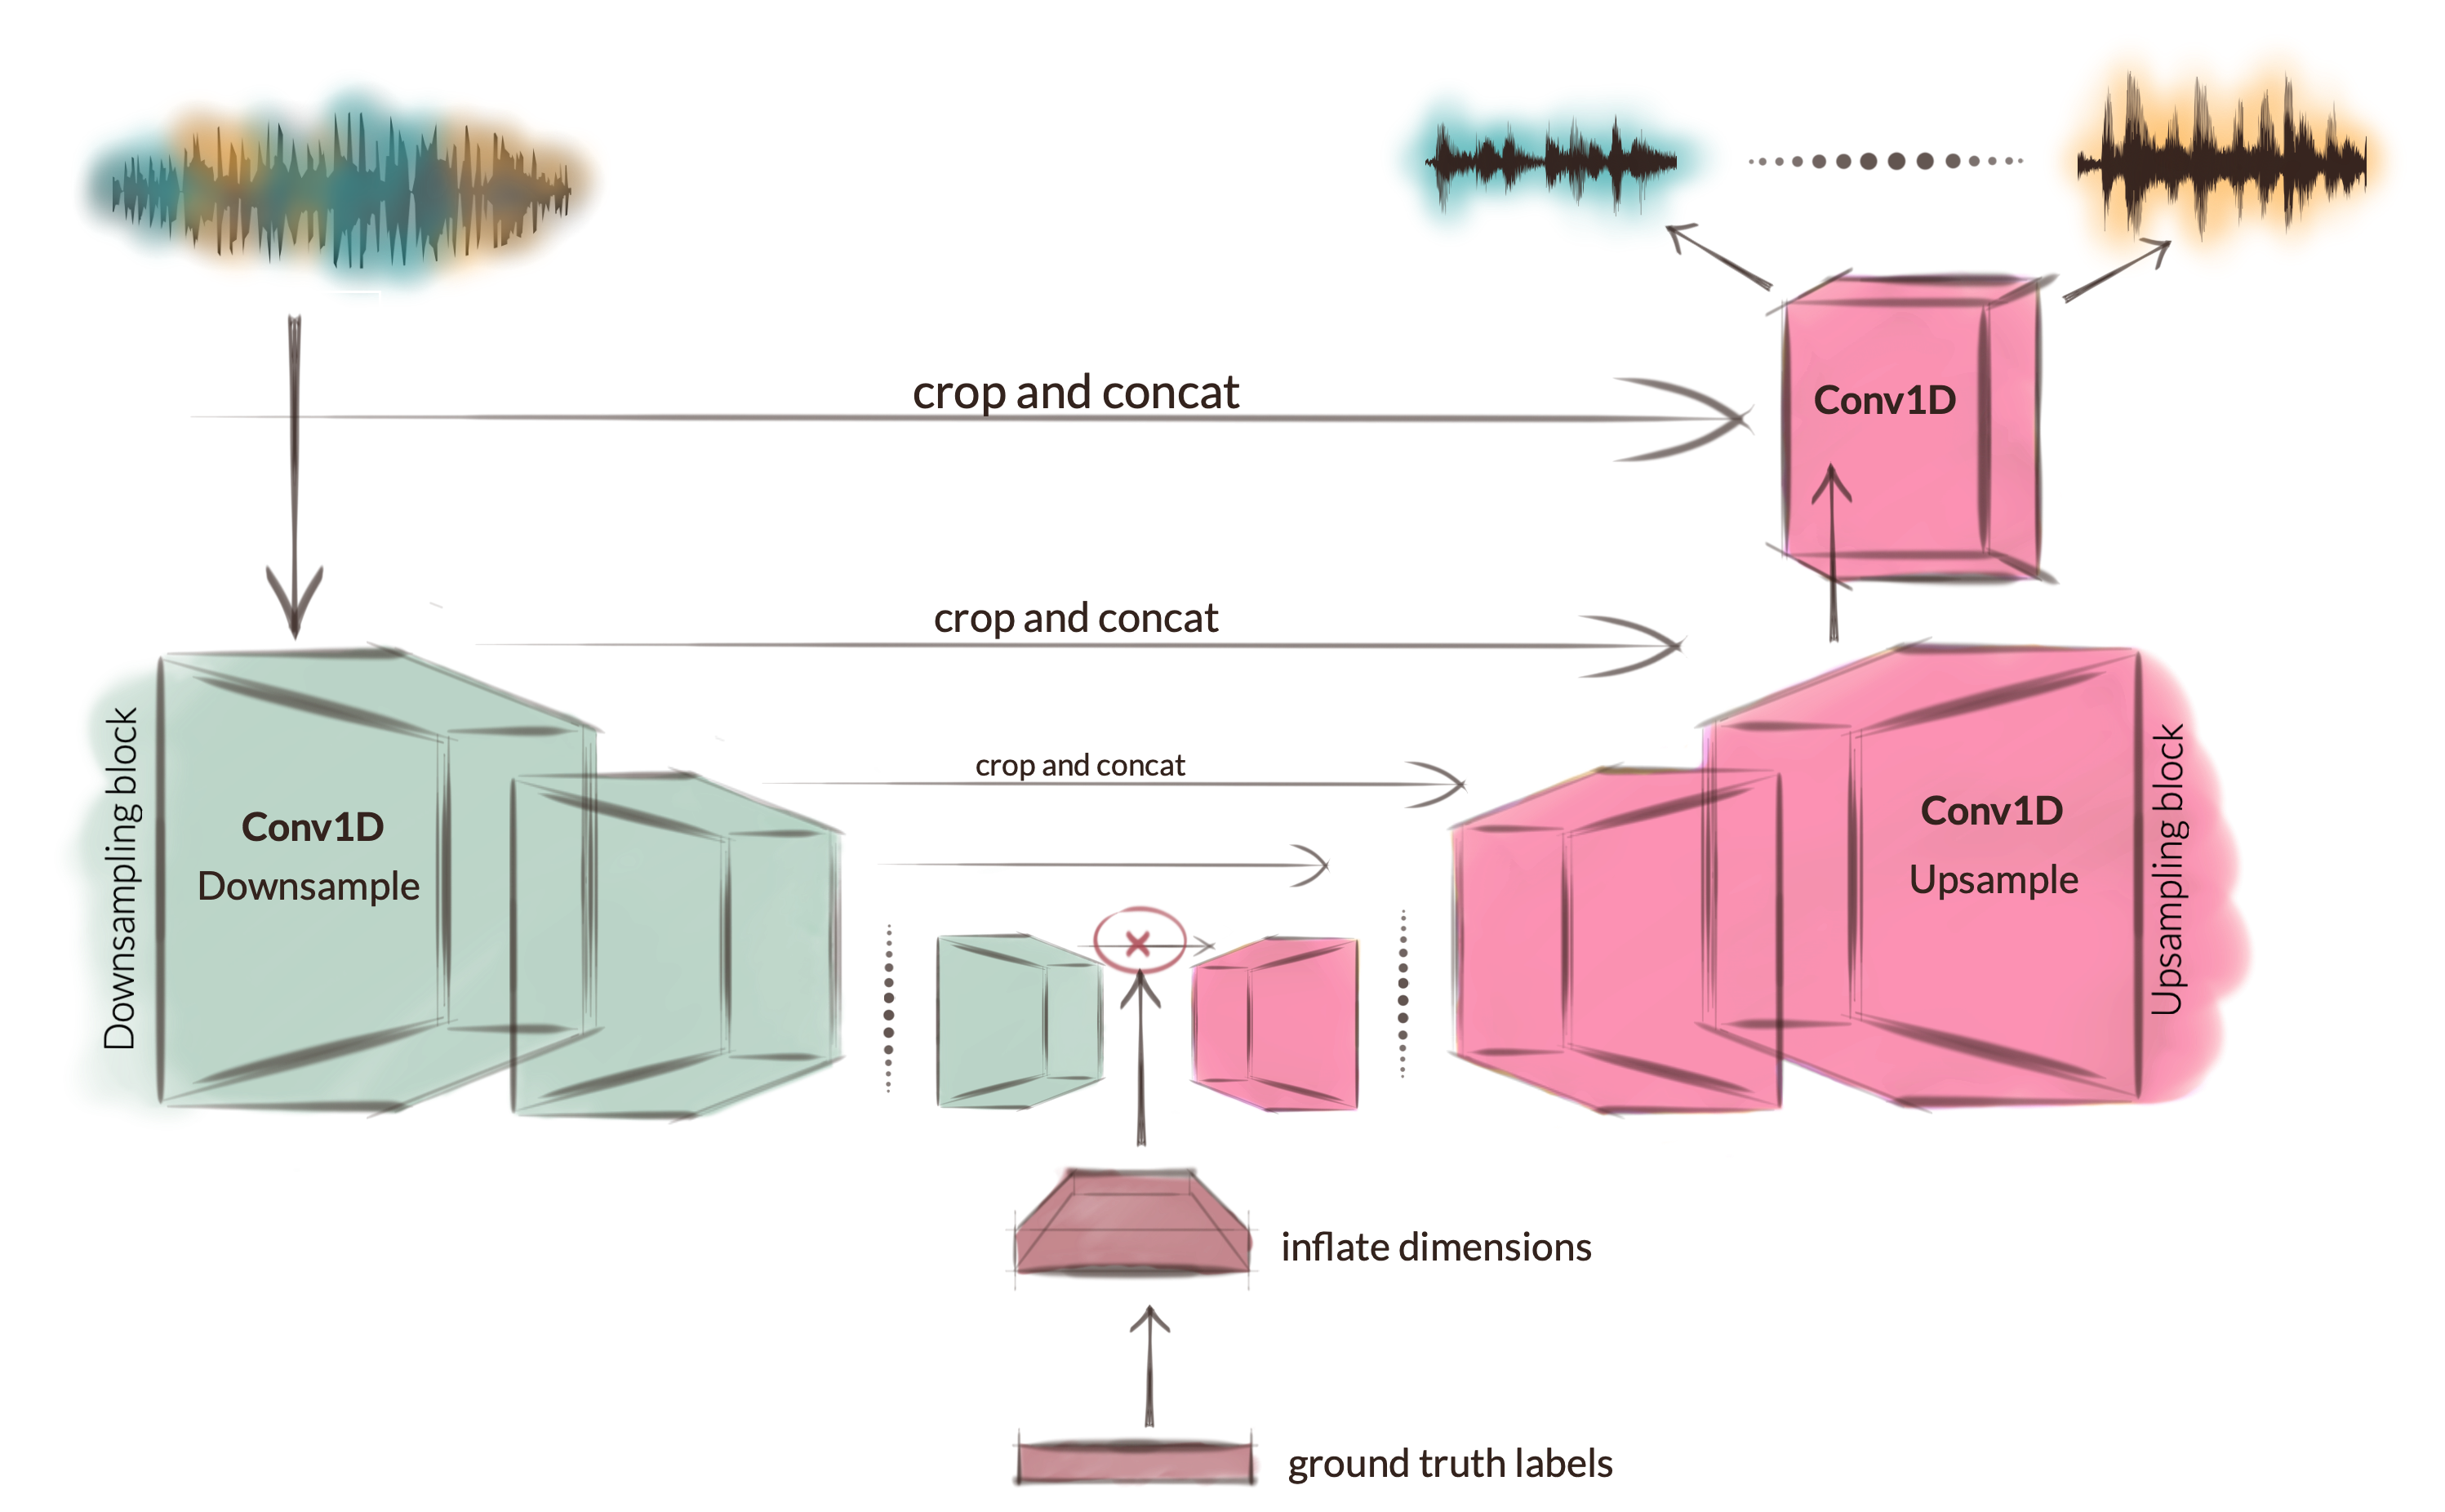 crop and concat
Conv1D
crop and concat
crop and concat
Downsampling block
Conv1D
Downsample
Conv1D
Upsample
Upsampling block
inflate dimensions
ground truth labels